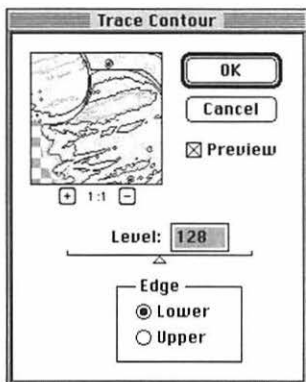 Trace Contour
OK
Cancel
Preview
+ 1:1 −
Level: 128
Edge
Lower
Upper